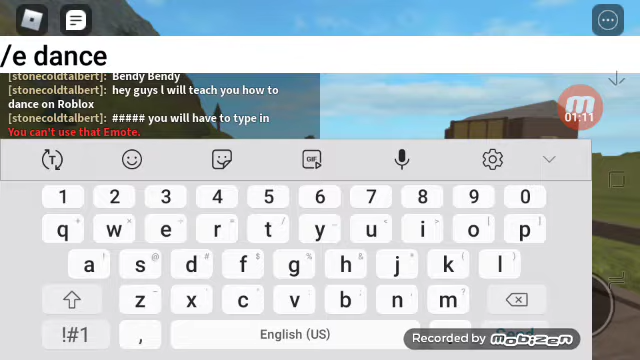 /e dance
[stonecoldtalbert]: Bendy Bendy
[stonecoldtalbert]: hey guys l will teach you how to
dance on Roblox
[stonecoldtalbert]: ##### you will have to type in
You can't use that Emote.
01:11
T GIF
1 2 3 4 5 6 7 8 9 0
q w e r t y u i o p
a s d f g h j k l
z x c v b n m
!#1 , English (US) Send
Recorded by mobizen